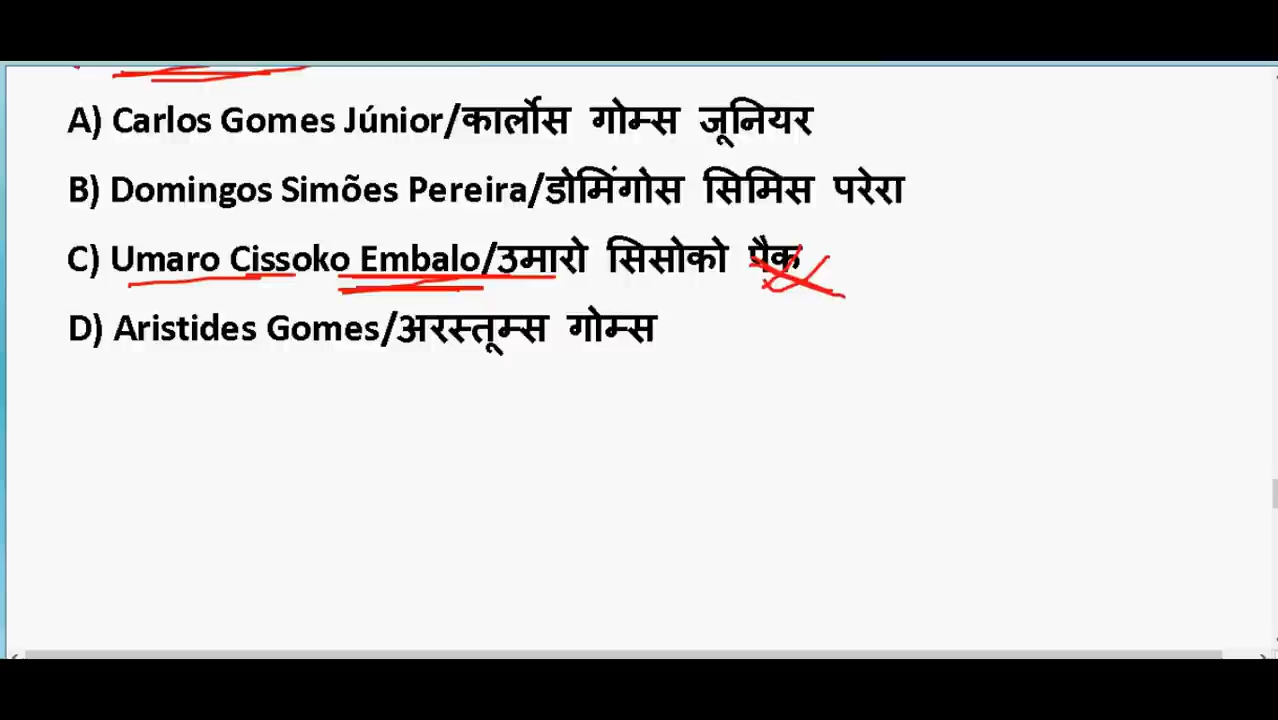 A) Carlos Gomes Júnior/कार्लोस गोम्स जूनियर
B) Domingos Simões Pereira/डोमिंगोस सिमिस परेरा
C) Umaro Cissoko Embalo/उमारो सिसोको पैक
D) Aristides Gomes/अरस्तूम्स गोम्स